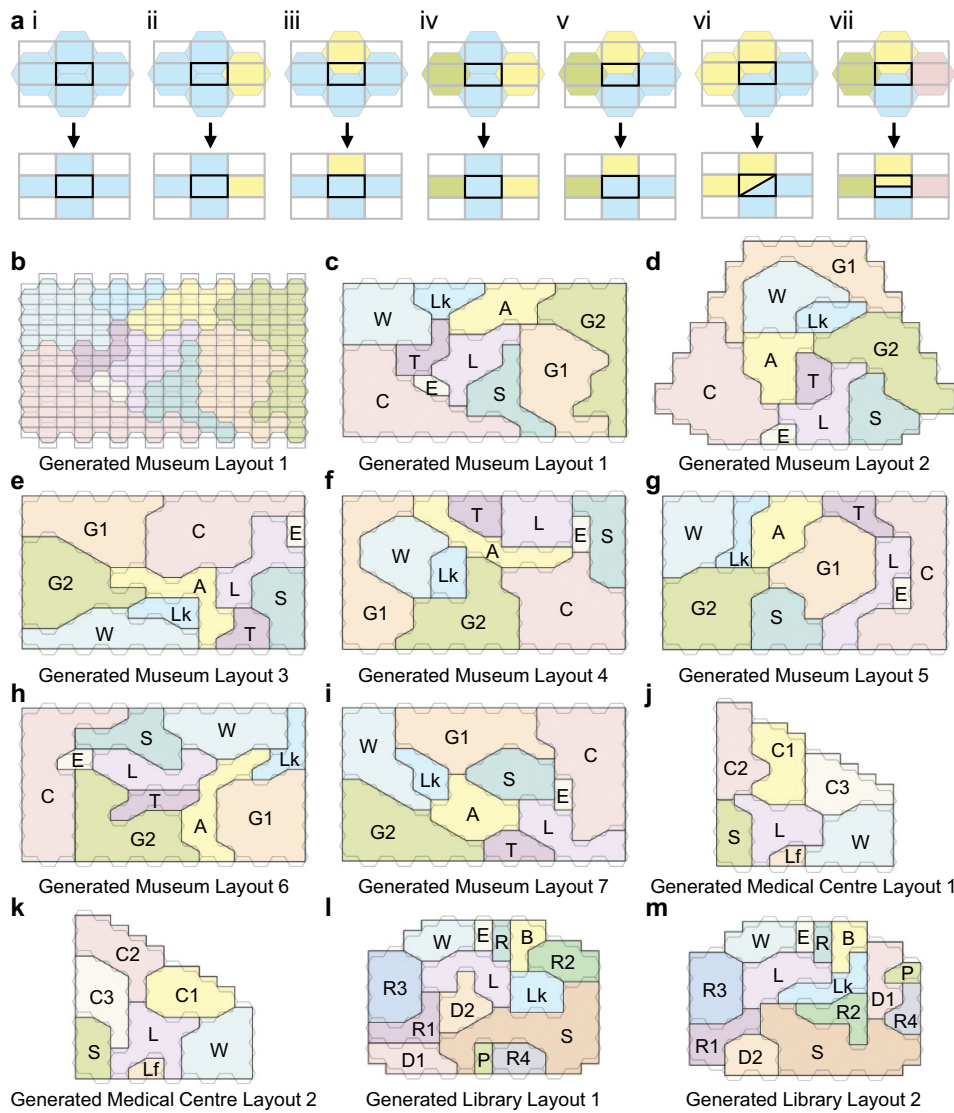 a i ii iii iv v vi vii
b c d
W Lk A G2 T L E S G1 C
G1 W Lk A G2 T C L S E
Generated Museum Layout 1
Generated Museum Layout 1
Generated Museum Layout 2
e f g
G1 C E G2 A L Lk S W T
T L E S W A Lk G1 G2 C
W Lk A T G1 L C E G2 S
Generated Museum Layout 3
Generated Museum Layout 4
Generated Museum Layout 5
h i j
S W E L Lk C T G2 A G1
W G1 C Lk S E A G2 L T
C2 C1 C3 S L W Lf
Generated Museum Layout 6
Generated Museum Layout 7
Generated Medical Centre Layout 1
k l m
C2 C3 C1 L S W Lf
W E R B R2 R3 L Lk D2 R1 S D1 P R4
W E R B P R3 L Lk D1 R2 R4 R1 D2 S
Generated Medical Centre Layout 2
Generated Library Layout 1
Generated Library Layout 2